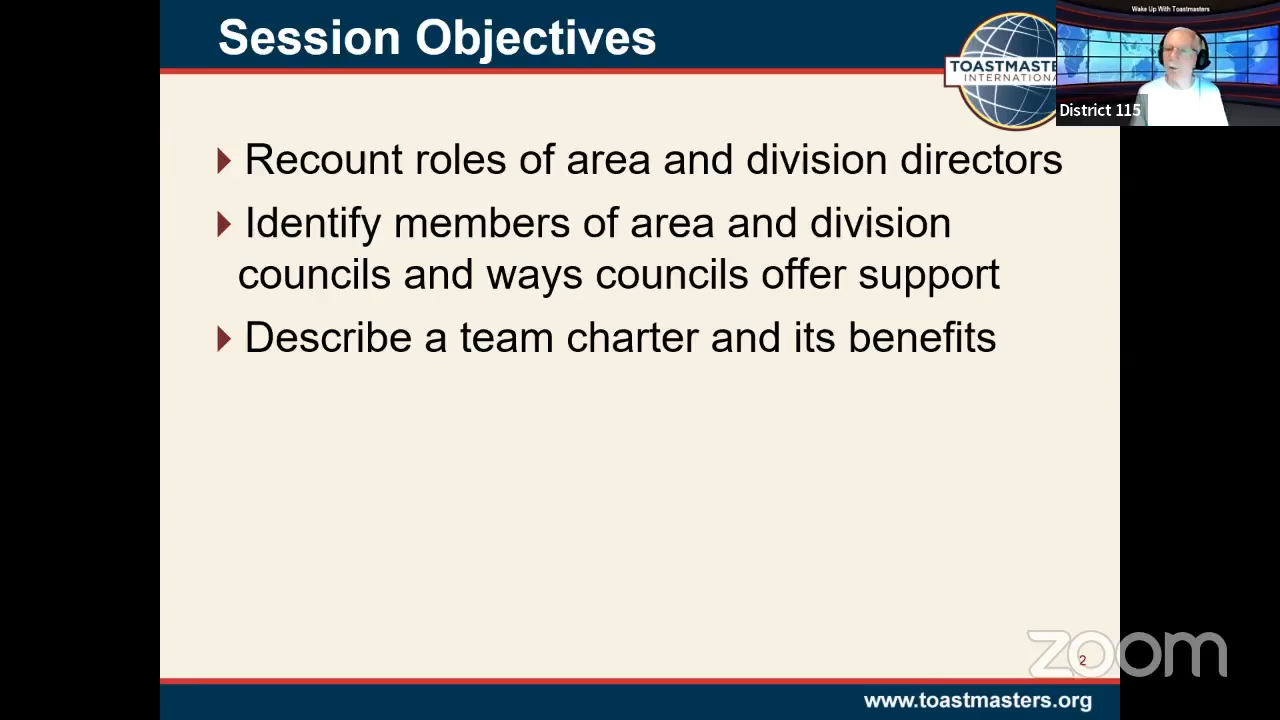 Session Objectives
TOASTMASTE
INTERNATIONA
Wake Up With Toastmasters
District 115
Recount roles of area and division directors
Identify members of area and division
councils and ways councils offer support
Describe a team charter and its benefits
zoom
2
www.toastmasters.org